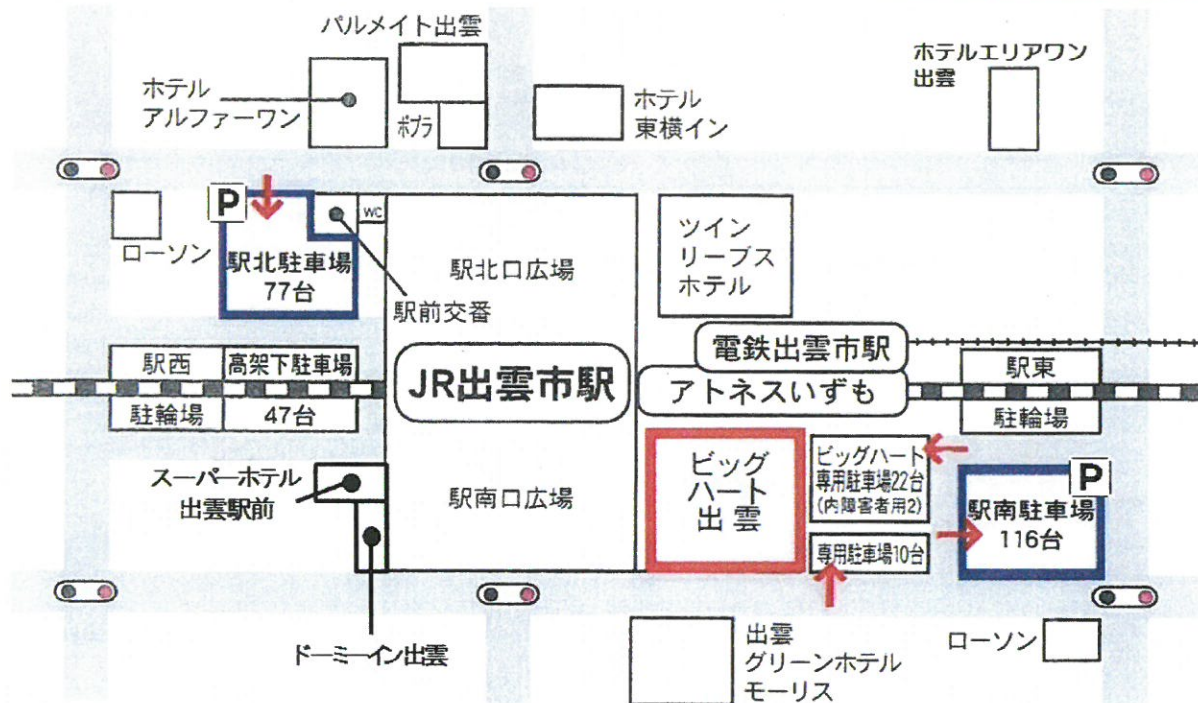 パルメイト出雲
ホテルエリアワン
出雲
ホテル
アルファーワン
ポプラ
ホテル
東横イン
P
WC
ローソン
駅北駐車場
77台
駅前交番
駅北口広場
ツイン
リーブス
ホテル
電鉄出雲市駅
駅西
高架下駐車場
JR出雲市駅
アトネスいずも
駅東
駐輪場
47台
駐輪場
スーパーホテル
出雲駅前
駅南口広場
ビッグ
ハート
出雲
ビッグハート
専用駐車場22台
(内障害者用2)
専用駐車場10台
P
駅南駐車場
116台
ドーミーイン出雲
出雲
グリーンホテル
モーリス
ローソン